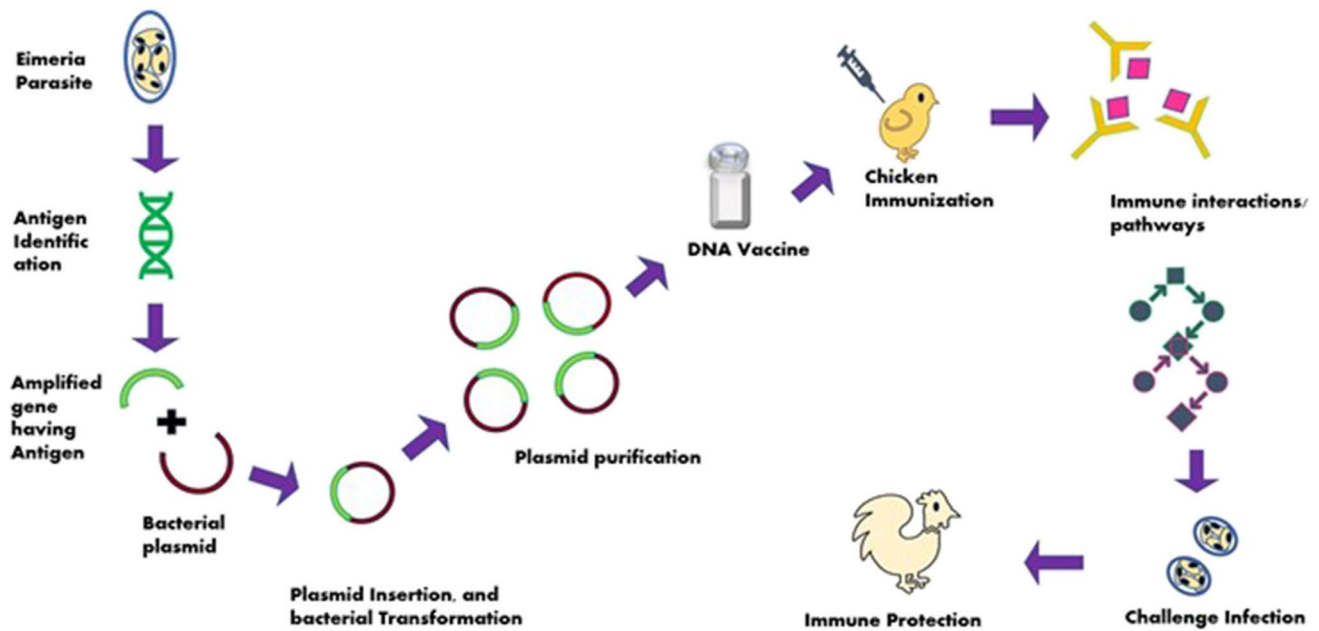 Eimeria
Parasite
Antigen
Identific
ation
Amplified
gene
having
Antigen
Bacterial
plasmid
Plasmid Insertion, and
bacterial Transformation
Plasmid purification
DNA Vaccine
Chicken
Immunization
Immune interactions/
pathways
Challenge Infection
Immune Protection